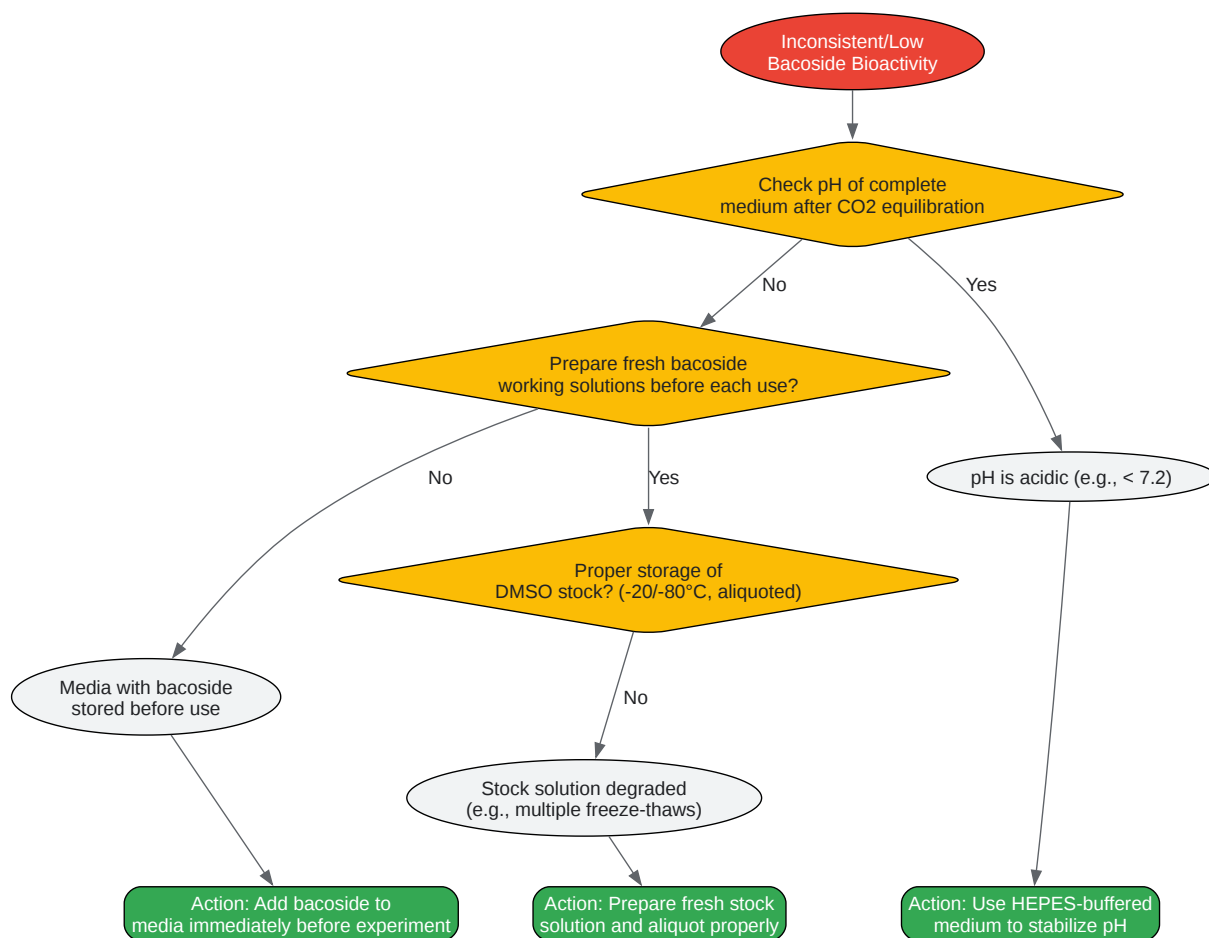 Inconsistent/Low
Bacoside Bioactivity
Check pH of complete
medium after CO2 equilibration
No
Yes
Prepare fresh bacoside
working solutions before each use?
No
Yes
pH is acidic (e.g., < 7.2)
Proper storage of
DMSO stock? (-20/-80°C, aliquoted)
Media with bacoside
stored before use
No
Stock solution degraded
(e.g., multiple freeze-thaws)
Action: Add bacoside to
media immediately before experiment
Action: Prepare fresh stock
solution and aliquot properly
Action: Use HEPES-buffered
medium to stabilize pH